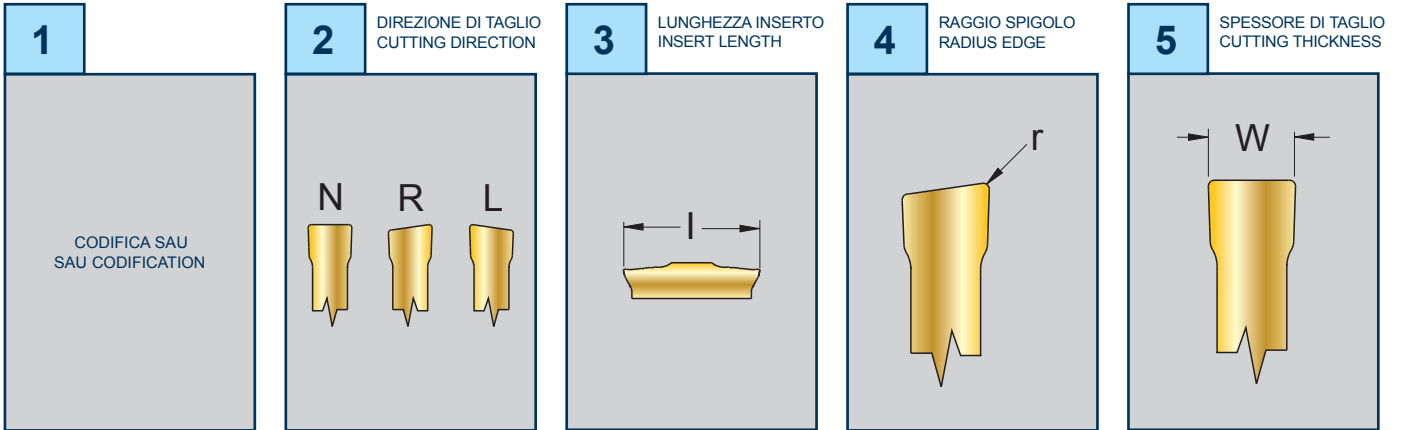 1
CODIFICA SAU
SAU CODIFICATION
2
DIREZIONE DI TAGLIO
CUTTING DIRECTION
N R L
3
LUNGHEZZA INSERTO
INSERT LENGTH
l
4
RAGGIO SPIGOLO
RADIUS EDGE
r
5
SPESSORE DI TAGLIO
CUTTING THICKNESS
W